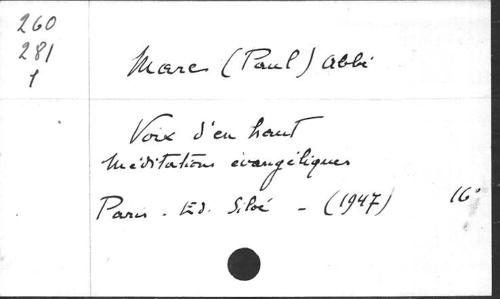 260
281
1
Marc (Paul) Abbé
Voix d'en haut
Méditations évangéliques
Paris. Ed. Siloé - (1947) 16°